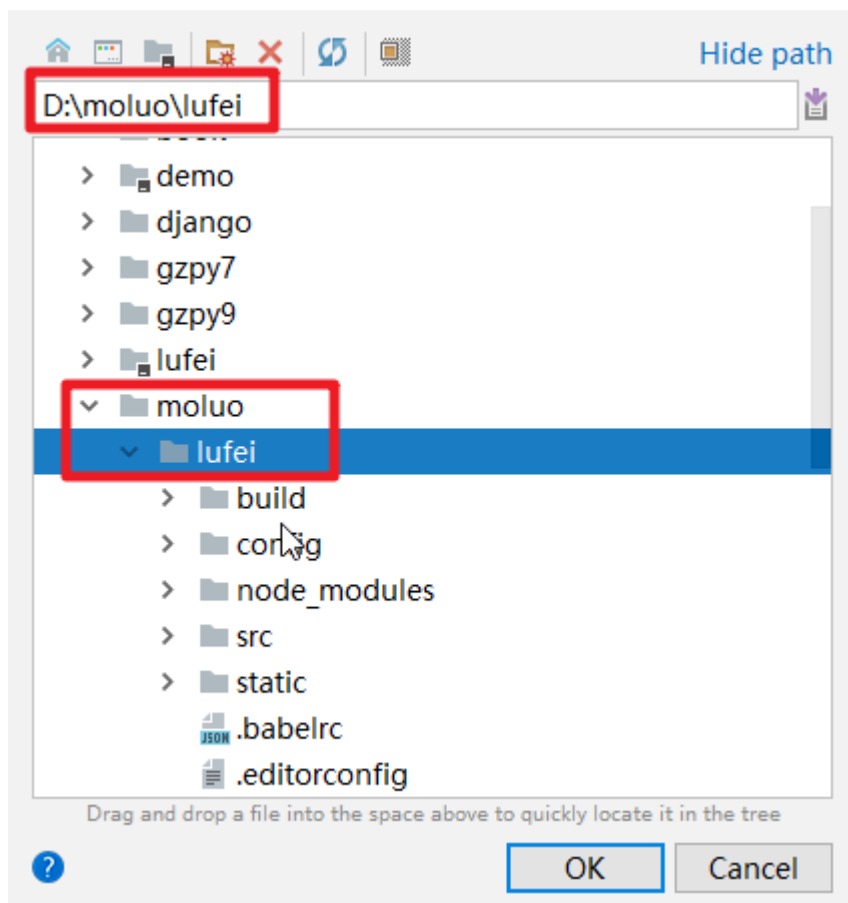 Hide path
D:\moluo\lufei
demo
django
gzpy7
gzpy9
lufei
moluo
lufei
build
config
node_modules
src
static
JSON .babelrc
.editorconfig
Drag and drop a file into the space above to quickly locate it in the tree
? OK Cancel